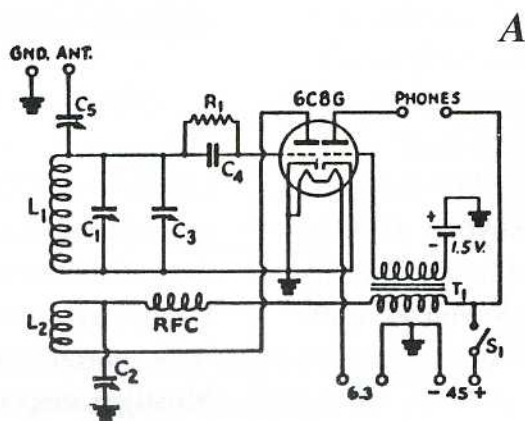 A
GND. ANT.
C5
R1
6C8G
PHONES
C4
L1
C1
C3
+
-
1.5 V.
T1
L2
RFC
C2
S1
6.3
- 45 +